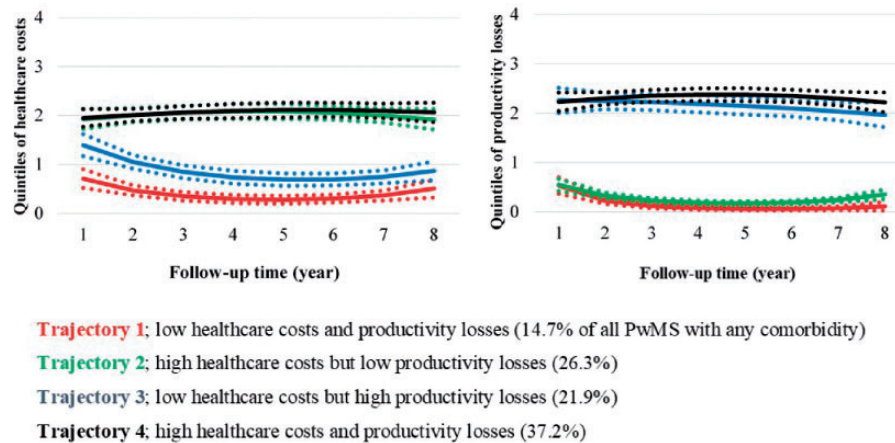 Quintiles of healthcare costs
4
3
2
1
0
1 2 3 4 5 6 7 8
Follow-up time (year)
Quintiles of productivity losses
4
3
2
1
0
1 2 3 4 5 6 7 8
Follow-up time (year)
Trajectory 1; low healthcare costs and productivity losses (14.7% of all PwMS with any comorbidity)
Trajectory 2; high healthcare costs but low productivity losses (26.3%)
Trajectory 3; low healthcare costs but high productivity losses (21.9%)
Trajectory 4; high healthcare costs and productivity losses (37.2%)